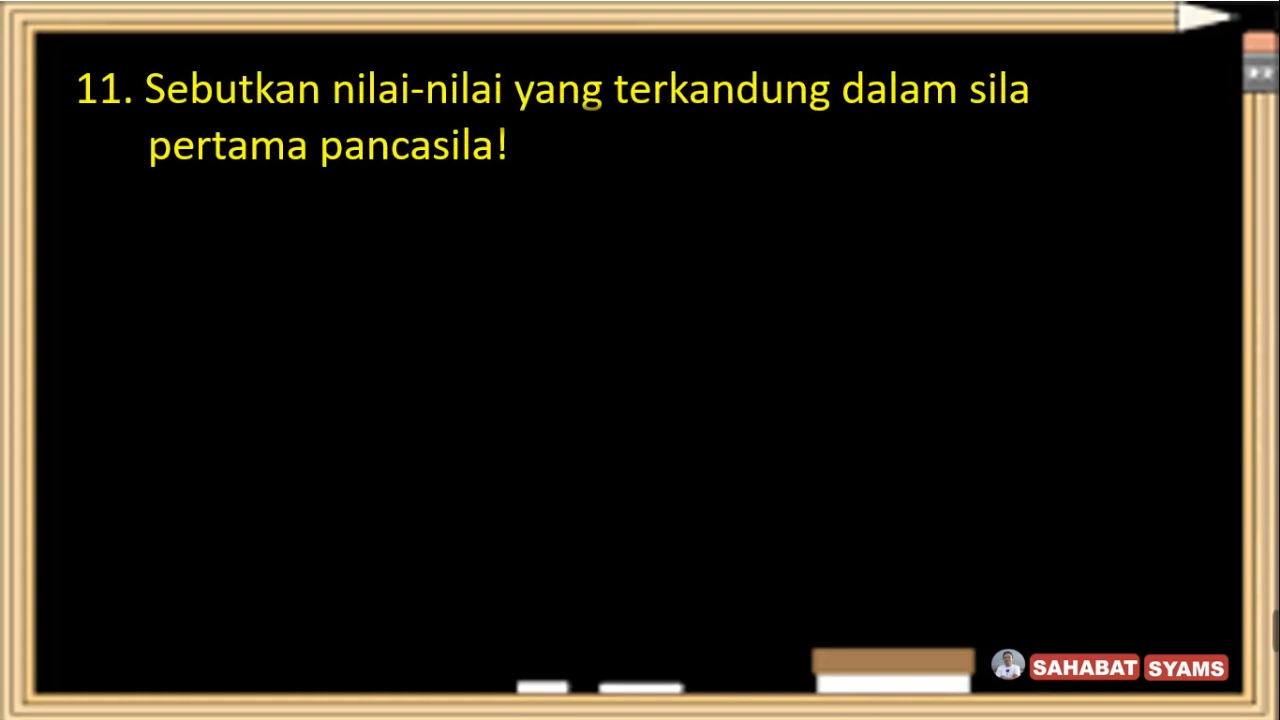 11. Sebutkan nilai-nilai yang terkandung dalam sila
pertama pancasila!
SAHABAT SYAMS